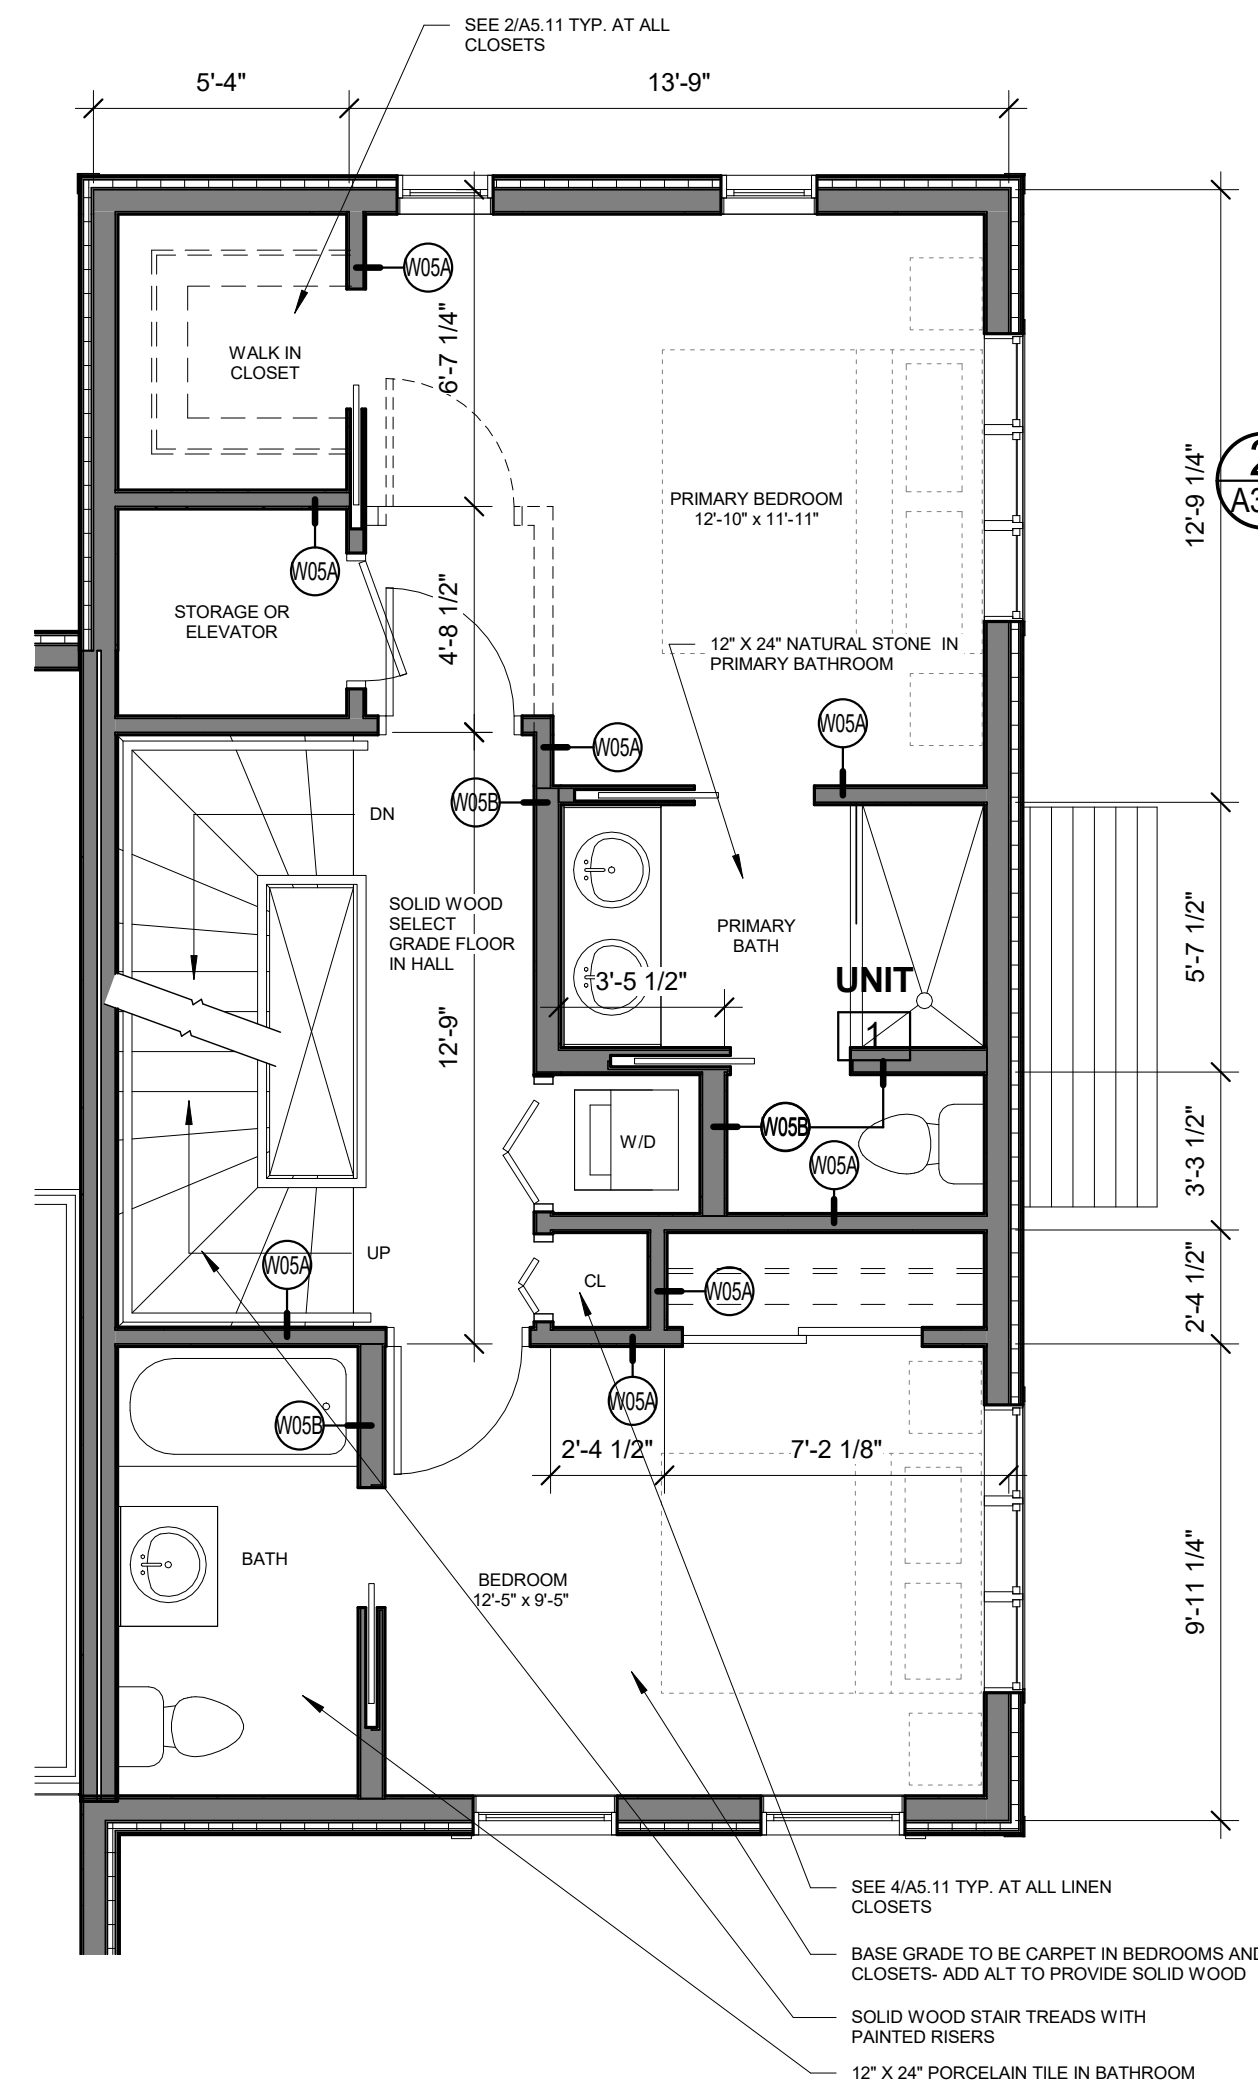 SEE 2/A5.11 TYP. AT ALL
CLOSETS
5'-4"
13'-9"
W05A
WALK IN
CLOSET
6'-7 1/4"
PRIMARY BEDROOM
12'-10" x 11'-11"
12'-9 1/4"
2
W05A
STORAGE OR
ELEVATOR
4'-8 1/2"
12" X 24" NATURAL STONE IN
PRIMARY BATHROOM
W05A
W05A
W05B
DN
SOLID WOOD
SELECT
GRADE FLOOR
IN HALL
PRIMARY
BATH
5'-7 1/2"
3'-5 1/2"
UNIT
1
12'-9"
W/D
W05B
W05A
3'-3 1/2"
UP
W05A
CL
W05A
2'-4 1/2"
W05A
W05B
2'-4 1/2"
7'-2 1/8"
BATH
BEDROOM
12'-5" x 9'-5"
9'-11 1/4"
SEE 4/A5.11 TYP. AT ALL LINEN
CLOSETS
BASE GRADE TO BE CARPET IN BEDROOMS AND
CLOSETS- ADD ALT TO PROVIDE SOLID WOOD
SOLID WOOD STAIR TREADS WITH
PAINTED RISERS
12" X 24" PORCELAIN TILE IN BATHROOM